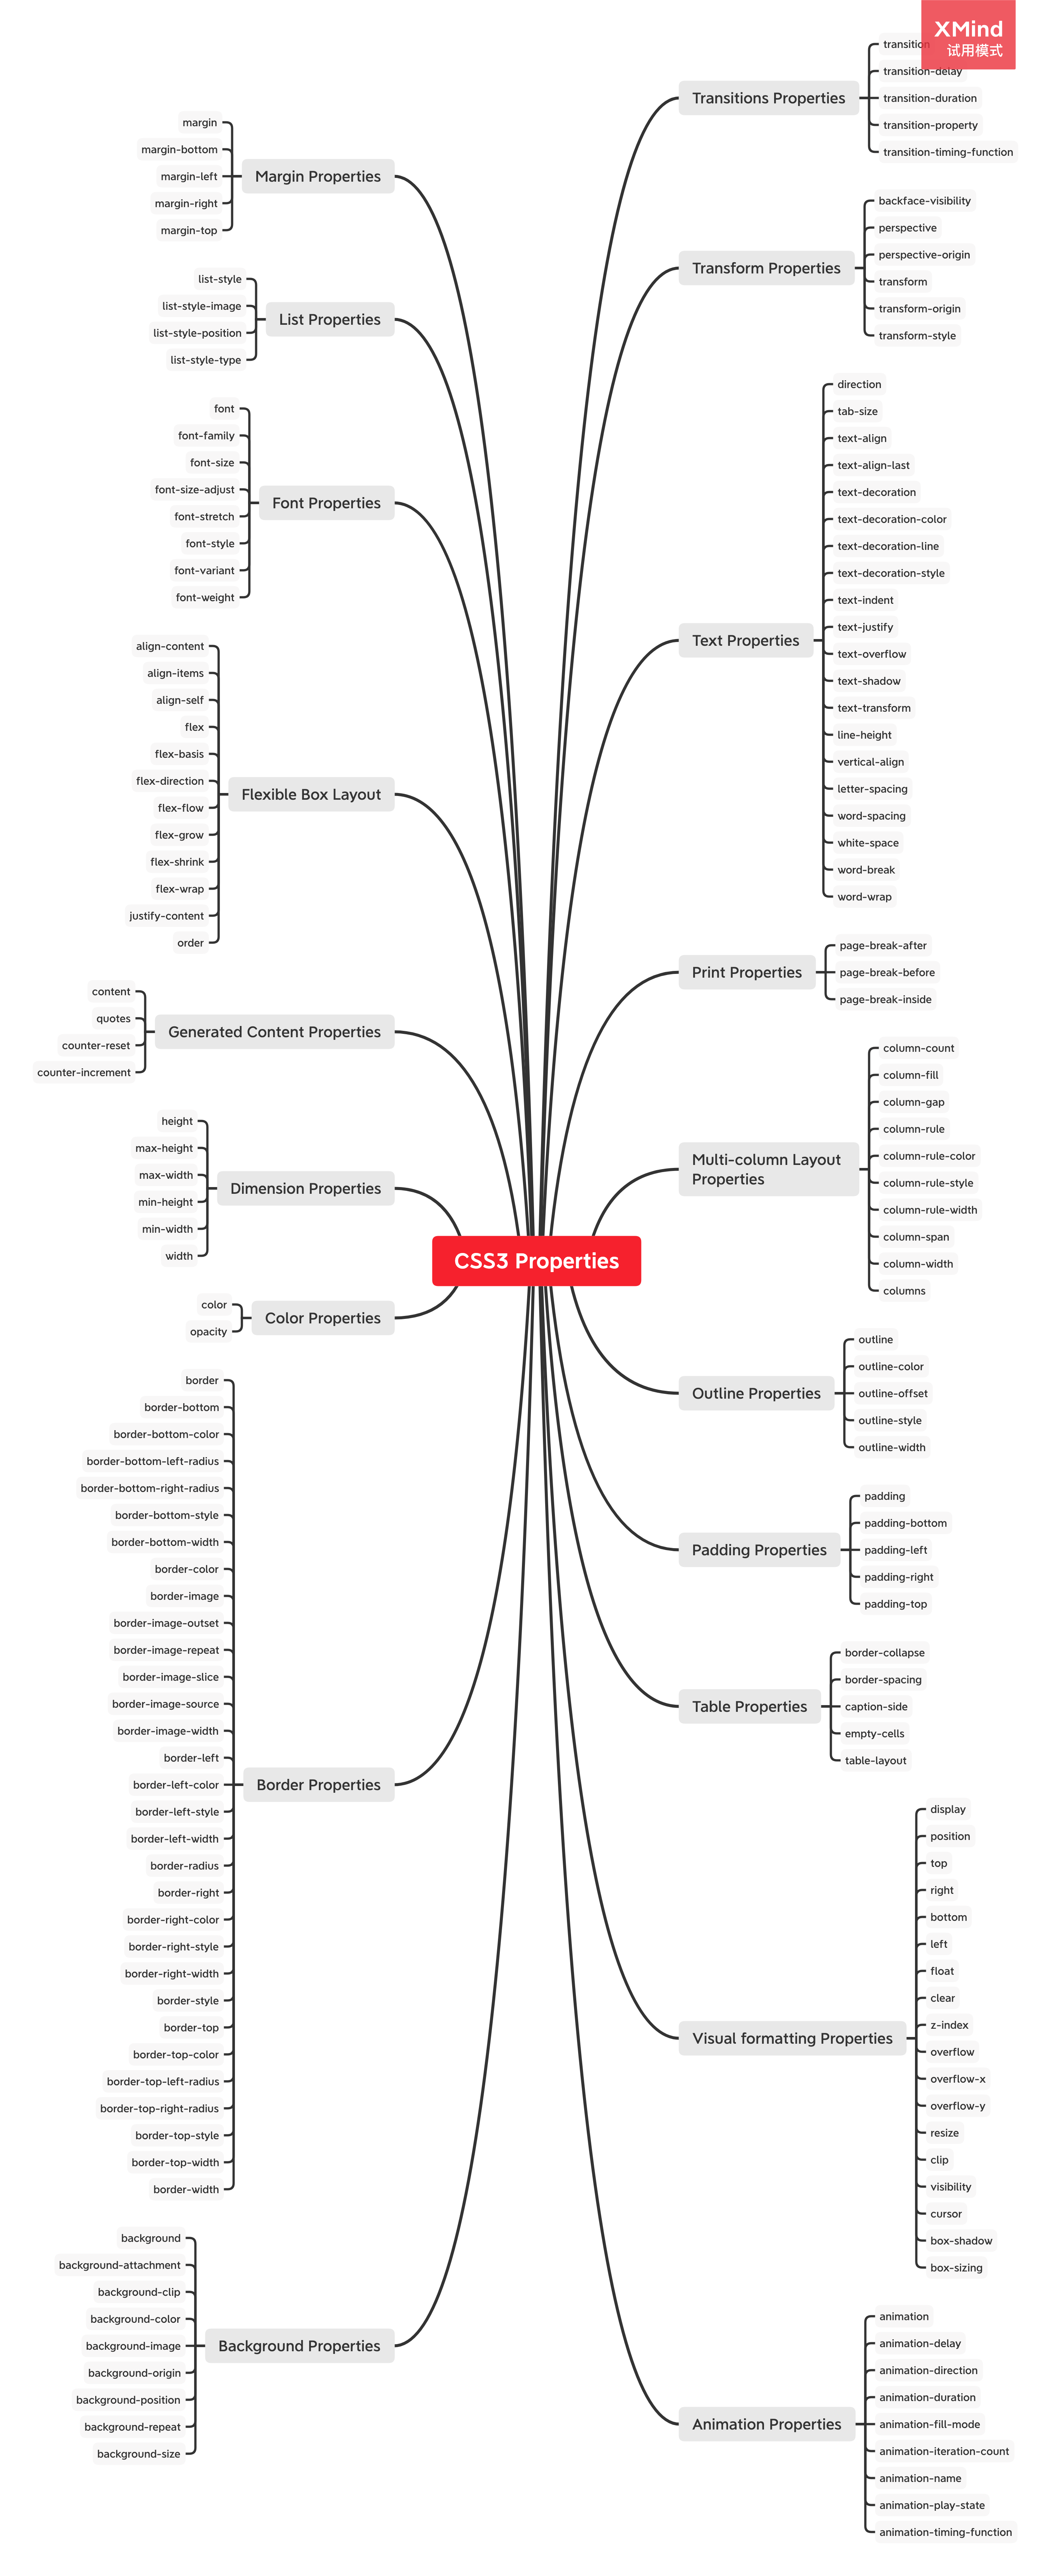 XMind
试用模式
transition
transition-delay
Transitions Properties
transition-duration
transition-property
transition-timing-function
margin
margin-bottom
Margin Properties
margin-left
margin-right
margin-top
backface-visibility
perspective
perspective-origin
Transform Properties
transform
transform-origin
transform-style
list-style
list-style-image
List Properties
list-style-position
list-style-type
font
font-family
font-size
font-size-adjust
Font Properties
font-stretch
font-style
font-variant
font-weight
direction
tab-size
text-align
text-align-last
text-decoration
text-decoration-color
text-decoration-line
text-decoration-style
text-indent
text-justify
Text Properties
text-overflow
text-shadow
text-transform
line-height
vertical-align
letter-spacing
word-spacing
white-space
word-break
word-wrap
align-content
align-items
align-self
flex
flex-basis
flex-direction
Flexible Box Layout
flex-flow
flex-grow
flex-shrink
flex-wrap
justify-content
order
page-break-after
Print Properties
page-break-before
page-break-inside
content
quotes
Generated Content Properties
counter-reset
counter-increment
column-count
column-fill
column-gap
column-rule
column-rule-color
Multi-column Layout
Properties
column-rule-style
column-rule-width
column-span
column-width
columns
height
max-height
max-width
Dimension Properties
min-height
min-width
width
CSS3 Properties
color
Color Properties
opacity
outline
outline-color
Outline Properties
outline-offset
outline-style
outline-width
border
border-bottom
border-bottom-color
border-bottom-left-radius
border-bottom-right-radius
border-bottom-style
border-bottom-width
border-color
border-image
border-image-outset
border-image-repeat
border-image-slice
border-image-source
border-image-width
border-left
Border Properties
border-left-color
border-left-style
border-left-width
border-radius
border-right
border-right-color
border-right-style
border-right-width
border-style
border-top
border-top-color
border-top-left-radius
border-top-right-radius
border-top-style
border-top-width
border-width
padding
padding-bottom
Padding Properties
padding-left
padding-right
padding-top
border-collapse
border-spacing
Table Properties
caption-side
empty-cells
table-layout
display
position
top
right
bottom
left
float
clear
z-index
Visual formatting Properties
overflow
overflow-x
overflow-y
resize
clip
visibility
cursor
box-shadow
box-sizing
background
background-attachment
background-clip
background-color
Background Properties
background-image
background-origin
background-position
background-repeat
background-size
animation
animation-delay
animation-direction
animation-duration
Animation Properties
animation-fill-mode
animation-iteration-count
animation-name
animation-play-state
animation-timing-function